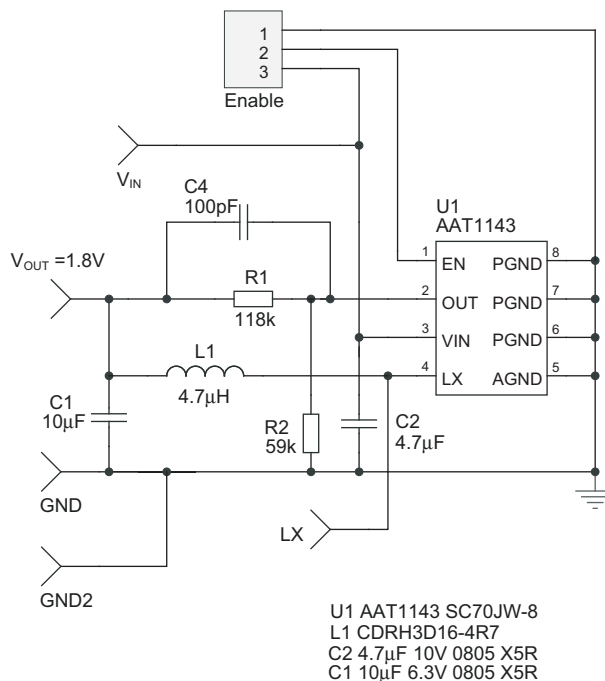 1
2
3
Enable
V_IN
C4
100pF
U1
AAT1143
V_OUT =1.8V
R1
118k
1 EN PGND 8
2 OUT PGND 7
3 VIN PGND 6
4 LX AGND 5
L1
4.7μH
C1
10μF
R2
59k
C2
4.7μF
GND
LX
GND2
U1 AAT1143 SC70JW-8
L1 CDRH3D16-4R7
C2 4.7μF 10V 0805 X5R
C1 10μF 6.3V 0805 X5R